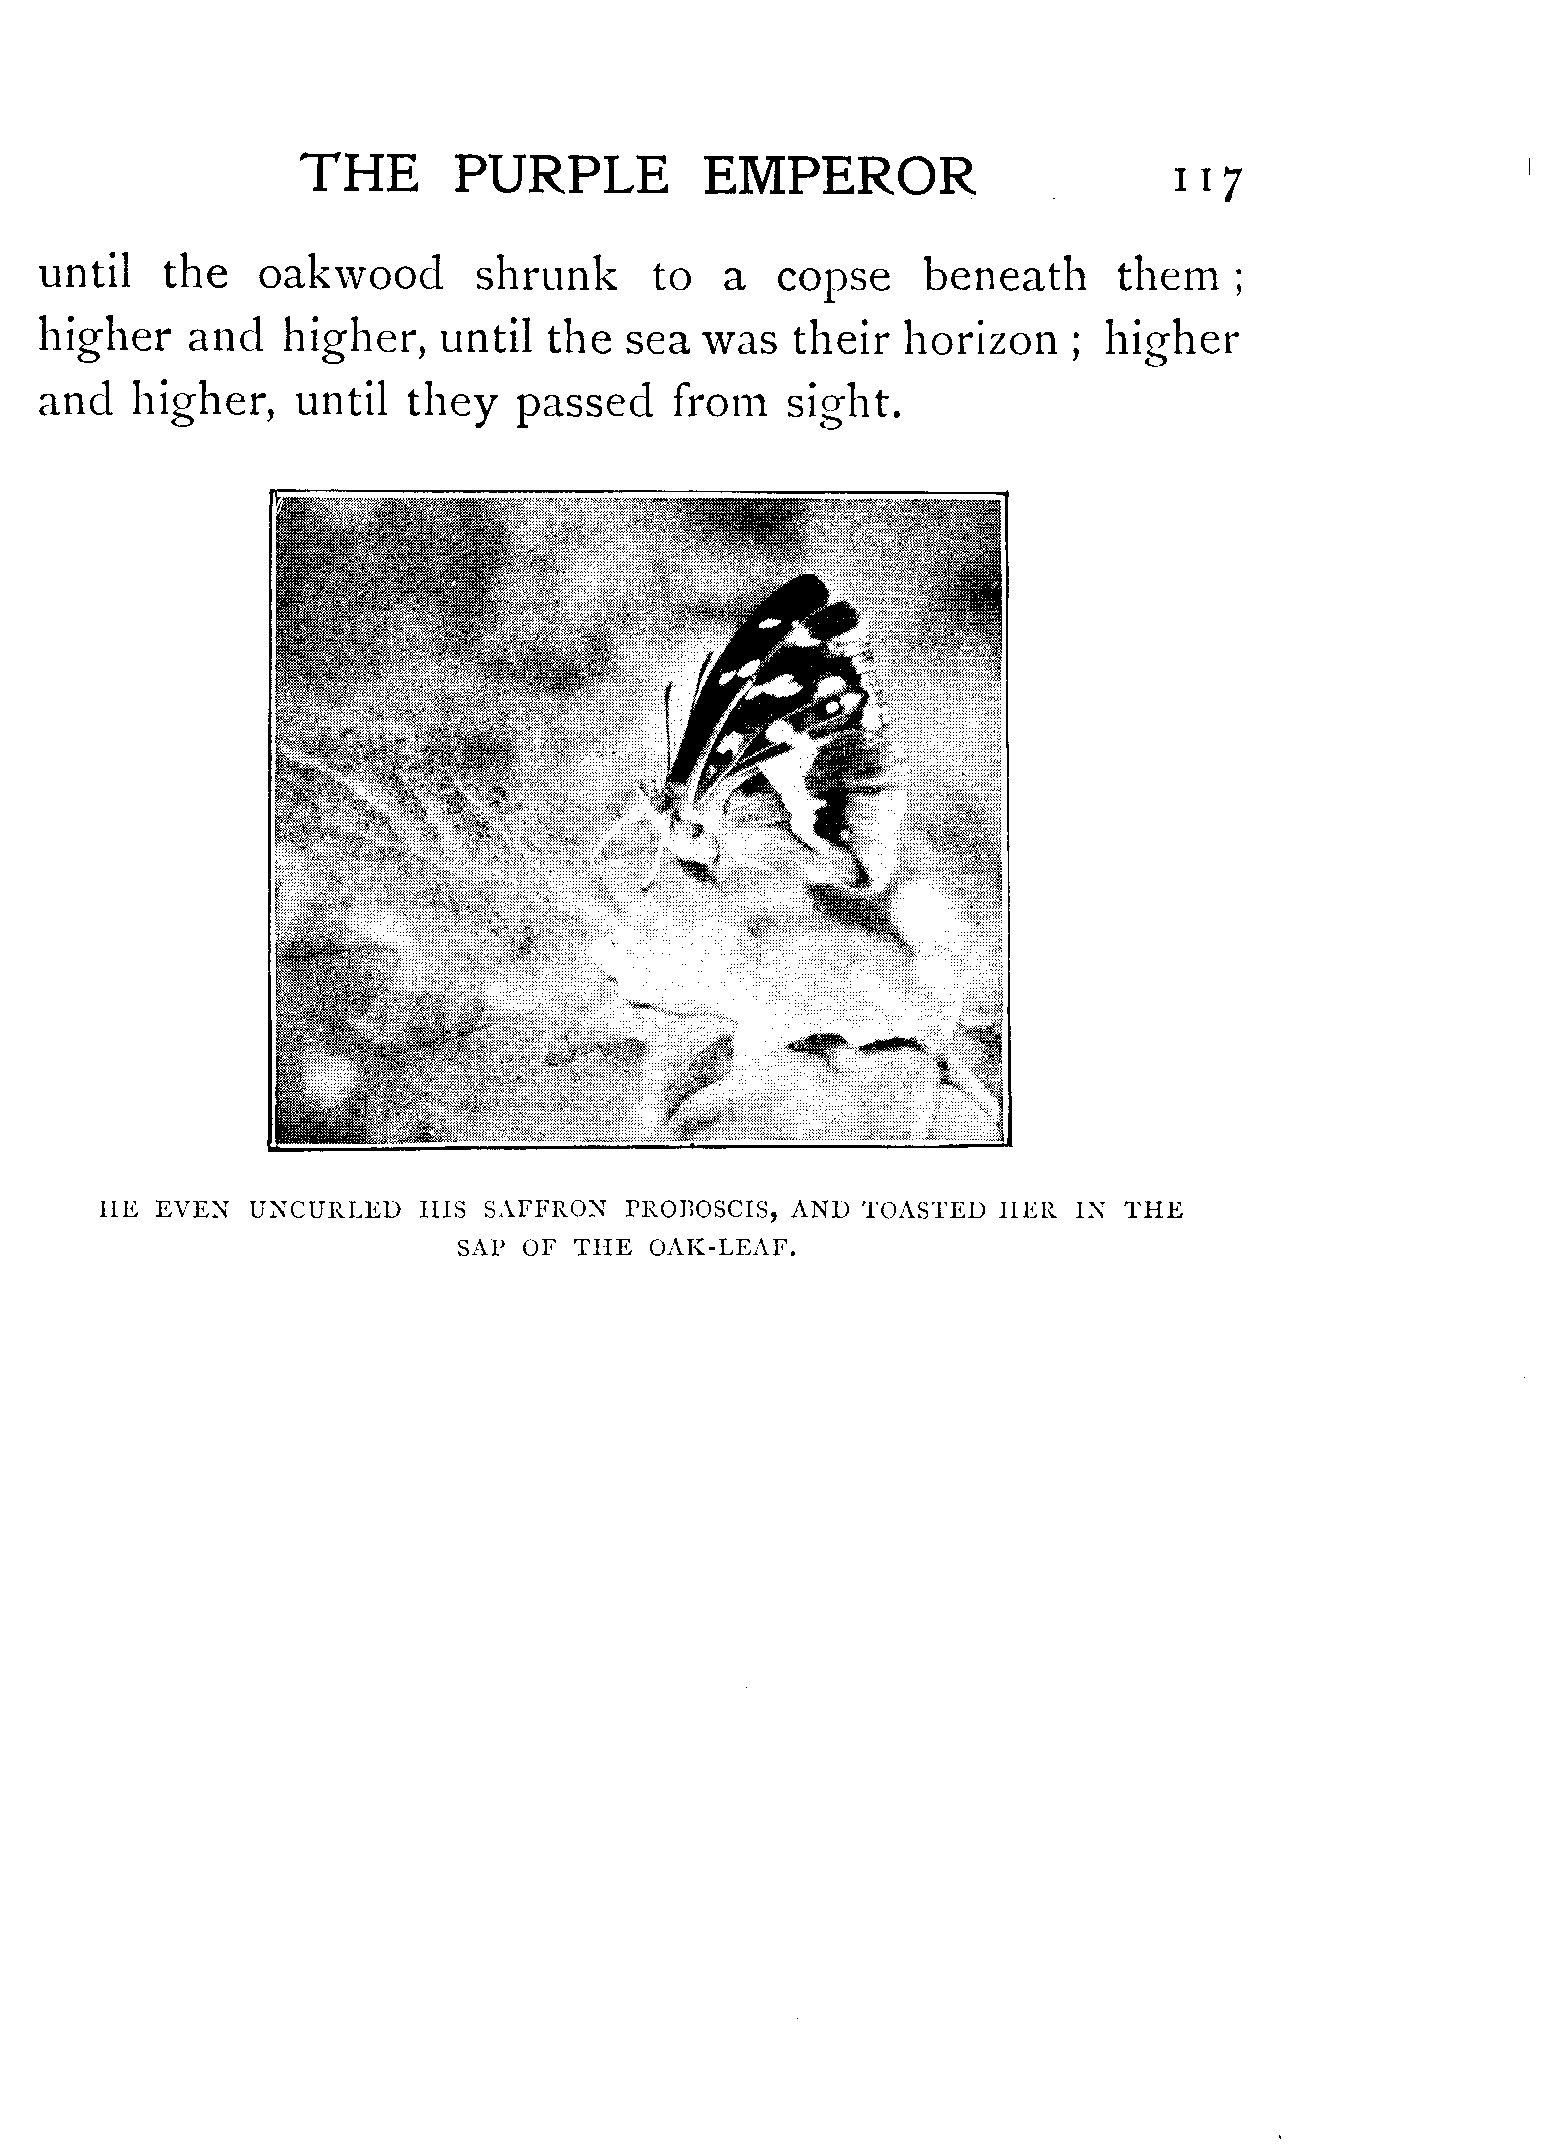 THE PURPLE EMPEROR 117
until the oakwood shrunk to a copse beneath them ;
higher and higher, until the sea was their horizon ; higher
and higher, until they passed from sight.
HE EVEN UNCURLED HIS SAFFRON PROBOSCIS, AND TOASTED HER IN THE
SAP OF THE OAK-LEAF.